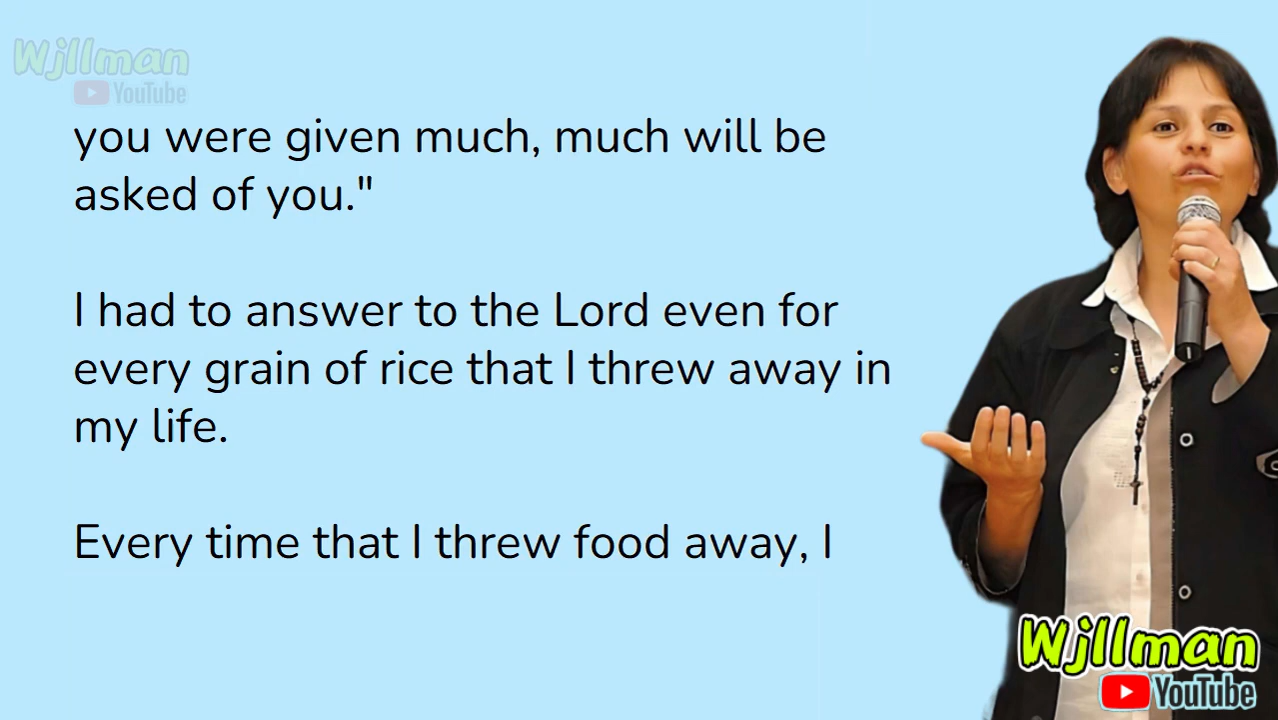 Wjllman
YouTube
you were given much, much will be
asked of you."
I had to answer to the Lord even for
every grain of rice that I threw away in
my life.
Every time that I threw food away, I
Wjllman
YouTube